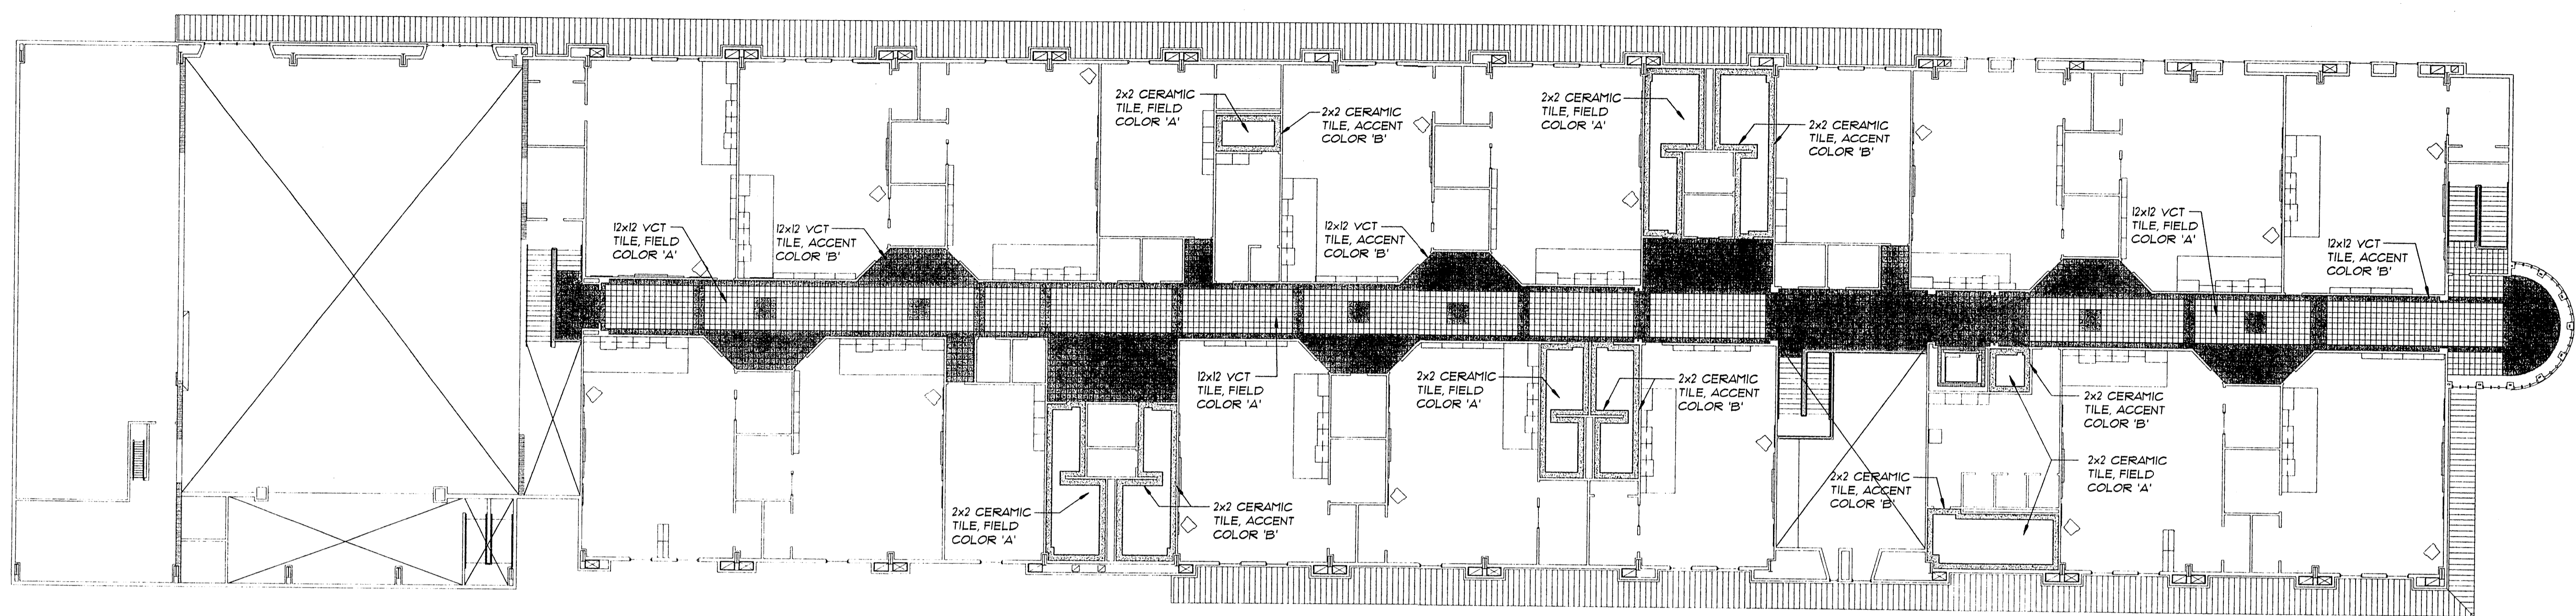 2x2 CERAMIC
TILE, FIELD
COLOR 'A'
2x2 CERAMIC
TILE, ACCENT
COLOR 'B'
2x2 CERAMIC
TILE, FIELD
COLOR 'A'
2x2 CERAMIC
TILE, ACCENT
COLOR 'B'
12x12 VCT
TILE, FIELD
COLOR 'A'
12x12 VCT
TILE, ACCENT
COLOR 'B'
12x12 VCT
TILE, ACCENT
COLOR 'B'
12x12 VCT
TILE, FIELD
COLOR 'A'
12x12 VCT
TILE, ACCENT
COLOR 'B'
12x12 VCT
TILE, FIELD
COLOR 'A'
2x2 CERAMIC
TILE, FIELD
COLOR 'A'
2x2 CERAMIC
TILE, ACCENT
COLOR 'B'
2x2 CERAMIC
TILE, ACCENT
COLOR 'B'
2x2 CERAMIC
TILE, FIELD
COLOR 'A'
2x2 CERAMIC
TILE, ACCENT
COLOR 'B'
2x2 CERAMIC
TILE, ACCENT
COLOR 'B'
2x2 CERAMIC
TILE, FIELD
COLOR 'A'